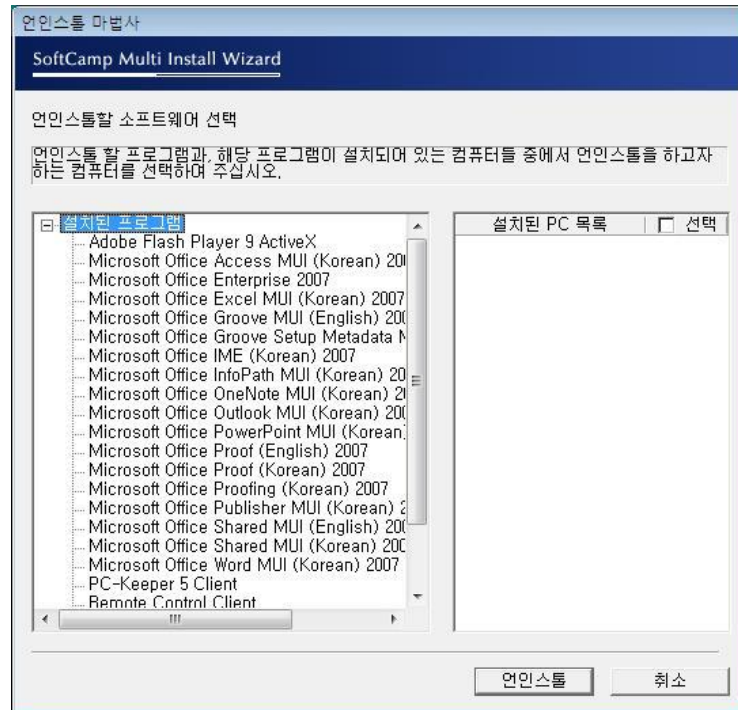 언인스톨 마법사
SoftCamp Multi Install Wizard
언인스톨할 소프트웨어 선택
언인스톨 할 프로그램과, 해당 프로그램이 설치되어 있는 컴퓨터들 중에서 언인스톨을 하고자
하는 컴퓨터를 선택하여 주십시오.
설치된 프로그램
Adobe Flash Player 9 ActiveX
Microsoft Office Access MUI (Korean) 20
Microsoft Office Enterprise 2007
Microsoft Office Excel MUI (Korean) 2007
Microsoft Office Groove MUI (English) 20
Microsoft Office Groove Setup Metadata
Microsoft Office IME (Korean) 2007
Microsoft Office InfoPath MUI (Korean) 20
Microsoft Office OneNote MUI (Korean) 2
Microsoft Office Outlook MUI (Korean) 20
Microsoft Office PowerPoint MUI (Korean)
Microsoft Office Proof (English) 2007
Microsoft Office Proof (Korean) 2007
Microsoft Office Proofing (Korean) 2007
Microsoft Office Publisher MUI (Korean) 2
Microsoft Office Shared MUI (English) 20
Microsoft Office Shared MUI (Korean) 20
Microsoft Office Word MUI (Korean) 2007
PC-Keeper 5 Client
Remote Control Client
설치된 PC 목록 선택
언인스톨 취소